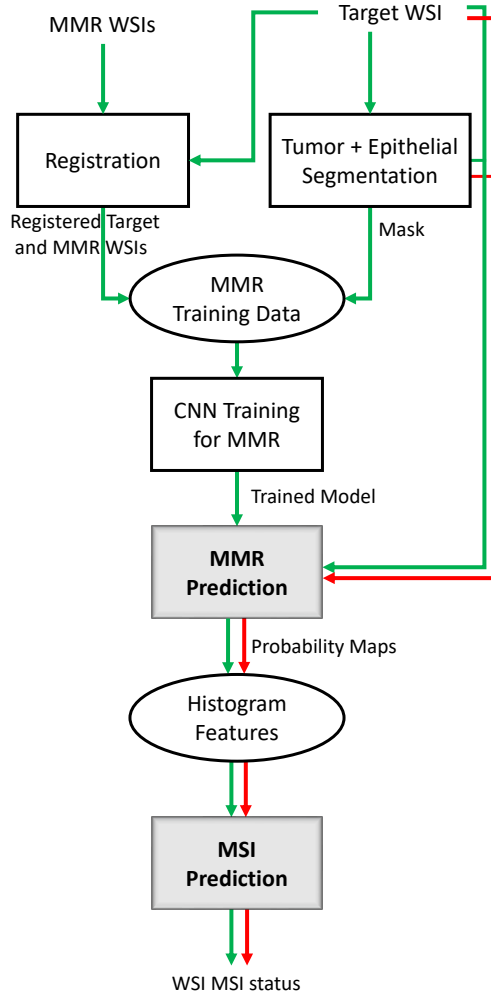 MMR WSIs
Target WSI
Registration
Tumor + Epithelial
Segmentation
Registered Target
and MMR WSIs
Mask
MMR
Training Data
CNN Training
for MMR
Trained Model
MMR
Prediction
Probability Maps
Histogram
Features
MSI
Prediction
WSI MSI status